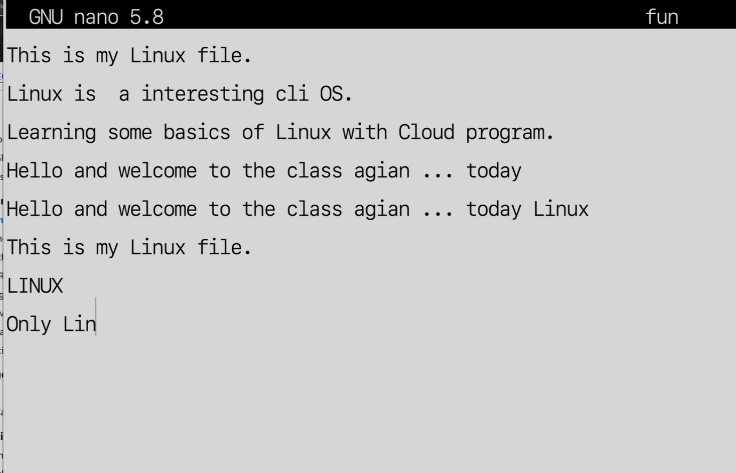 GNU nano 5.8 fun
This is my Linux file.
Linux is  a interesting cli OS.
Learning some basics of Linux with Cloud program.
Hello and welcome to the class agian ... today
Hello and welcome to the class agian ... today Linux
This is my Linux file.
LINUX
Only Lin